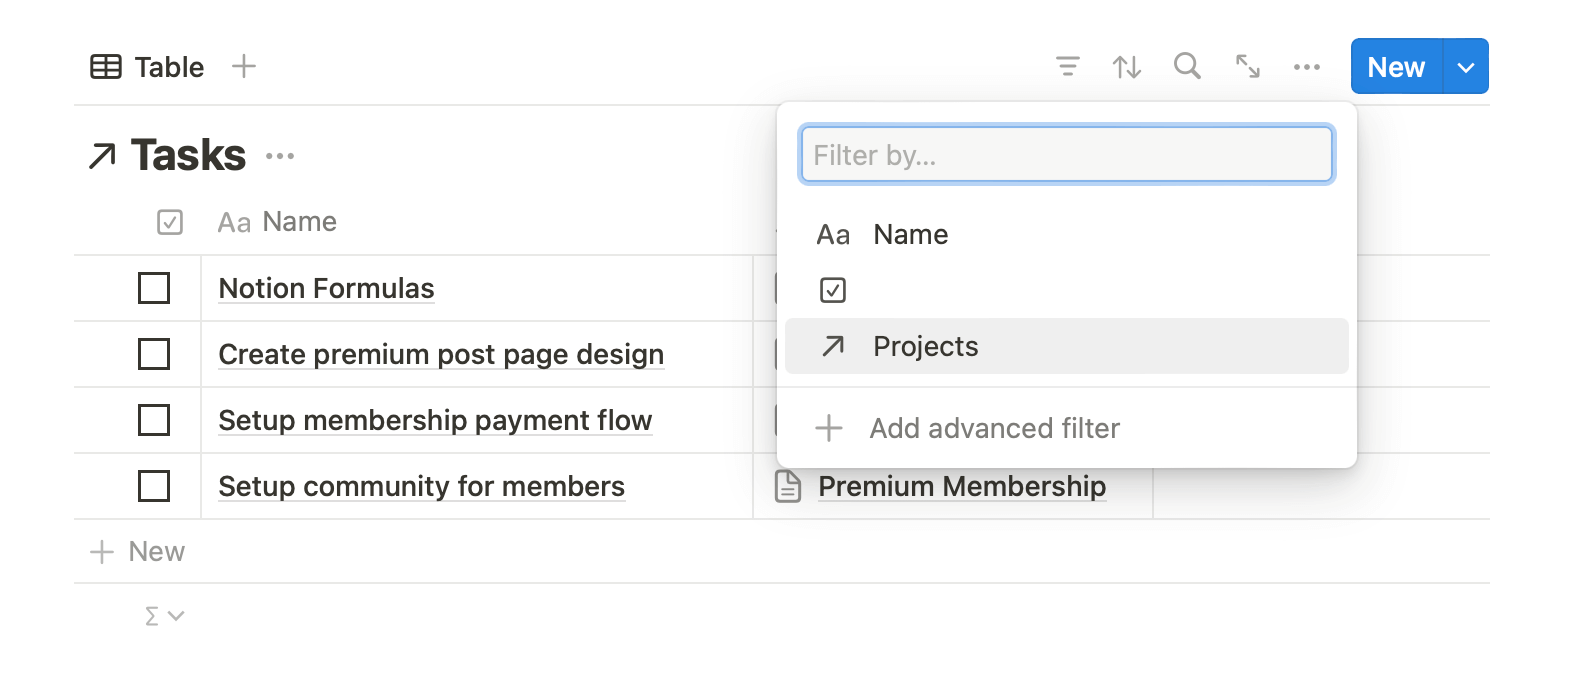 Table
New
Tasks
Filter by...
Aa Name
Aa Name
Notion Formulas
Create premium post page design
Projects
Setup membership payment flow
Add advanced filter
Setup community for members
Premium Membership
New
Σ